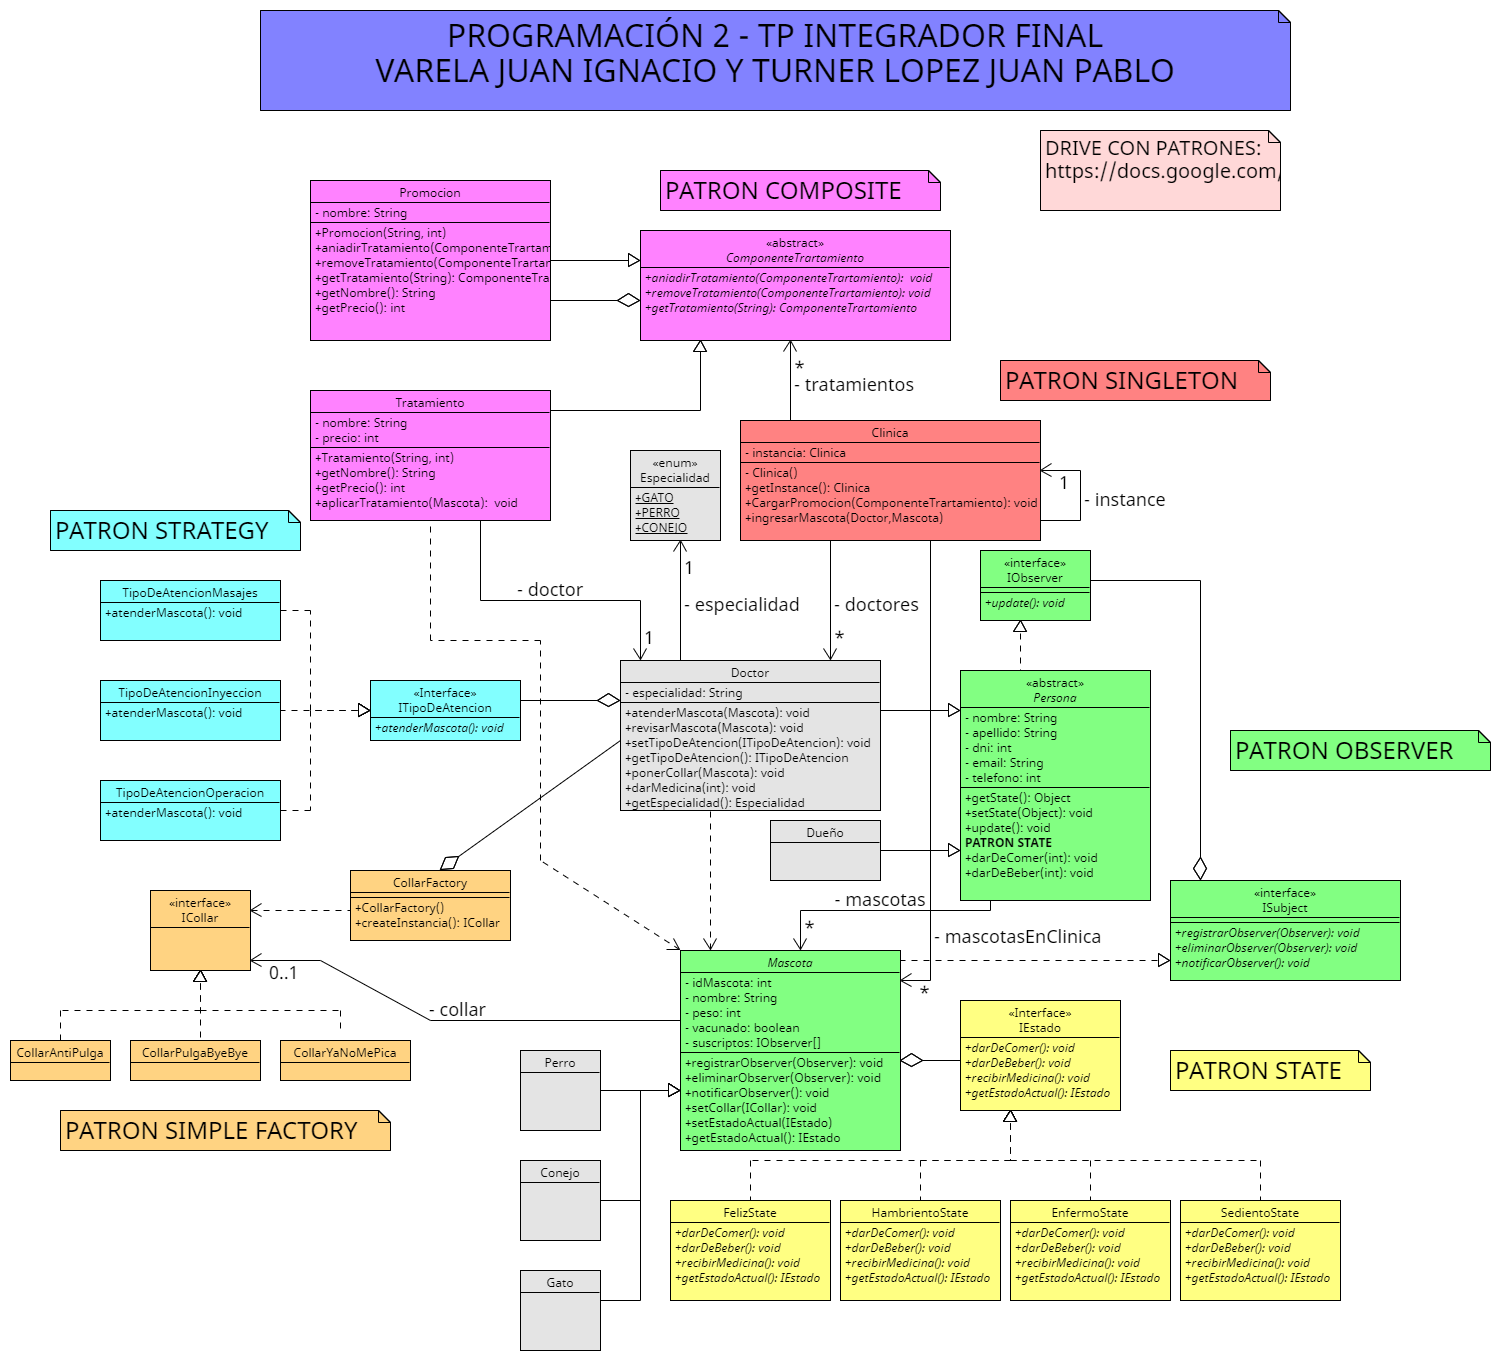 PROGRAMACIÓN 2 - TP INTEGRADOR FINAL
VARELA JUAN IGNACIO Y TURNER LOPEZ JUAN PABLO
DRIVE CON PATRONES:
https://docs.google.com/
PATRON COMPOSITE
Promocion
- nombre: String
+Promocion(String, int)
+aniadirTratamiento(ComponenteTrartam
+removeTratamiento(ComponenteTrartar
+getTratamiento(String): ComponenteTra
+getNombre(): String
+getPrecio(): int
«abstract»
ComponenteTrartamiento
+aniadirTratamiento(ComponenteTrartamiento):  void
+removeTratamiento(ComponenteTrartamiento): void
+getTratamiento(String): ComponenteTrartamiento
*
- tratamientos
PATRON SINGLETON
Tratamiento
- nombre: String
- precio: int
+Tratamiento(String, int)
+getNombre(): String
+getPrecio(): int
+aplicarTratamiento(Mascota):  void
«enum»
Especialidad
+GATO
+PERRO
+CONEJO
Clinica
- instancia: Clinica
- Clinica()
+getInstance(): Clinica
+CargarPromocion(ComponenteTrartamiento): void
+ingresarMascota(Doctor,Mascota)
1
- instance
PATRON STRATEGY
TipoDeAtencionMasajes
+atenderMascota(): void
TipoDeAtencionInyeccion
+atenderMascota(): void
TipoDeAtencionOperacion
+atenderMascota(): void
«Interface»
ITipoDeAtencion
+atenderMascota(): void
- doctor
1
1
- especialidad
- doctores
*
«interface»
IObserver
+update(): void
Doctor
- especialidad: String
+atenderMascota(Mascota): void
+revisarMascota(Mascota): void
+setTipoDeAtencion(ITipoDeAtencion): void
+getTipoDeAtencion(): ITipoDeAtencion
+ponerCollar(Mascota): void
+darMedicina(int): void
+getEspecialidad(): Especialidad
«abstract»
Persona
- nombre: String
- apellido: String
- dni: int
- email: String
- telefono: int
+getState(): Object
+setState(Object): void
+update(): void
PATRON STATE
+darDeComer(int): void
+darDeBeber(int): void
PATRON OBSERVER
Dueño
- mascotas
*
- mascotasEnClinica
*
«interface»
ISubject
+registrarObserver(Observer): void
+eliminarObserver(Observer): void
+notificarObserver(): void
CollarFactory
+CollarFactory()
+createInstancia(): ICollar
«interface»
ICollar
0..1
- collar
CollarAntiPulga
CollarPulgaByeBye
CollarYaNoMePica
PATRON SIMPLE FACTORY
Mascota
- idMascota: int
- nombre: String
- peso: int
- vacunado: boolean
- suscriptos: IObserver[]
+registrarObserver(Observer): void
+eliminarObserver(Observer): void
+notificarObserver(): void
+setCollar(ICollar): void
+setEstadoActual(IEstado)
+getEstadoActual(): IEstado
«Interface»
IEstado
+darDeComer(): void
+darDeBeber(): void
+recibirMedicina(): void
+getEstadoActual(): IEstado
PATRON STATE
Perro
Conejo
Gato
FelizState
+darDeComer(): void
+darDeBeber(): void
+recibirMedicina(): void
+getEstadoActual(): IEstado
HambrientoState
+darDeComer(): void
+darDeBeber(): void
+recibirMedicina(): void
+getEstadoActual(): IEstado
EnfermoState
+darDeComer(): void
+darDeBeber(): void
+recibirMedicina(): void
+getEstadoActual(): IEstado
SedientoState
+darDeComer(): void
+darDeBeber(): void
+recibirMedicina(): void
+getEstadoActual(): IEstado